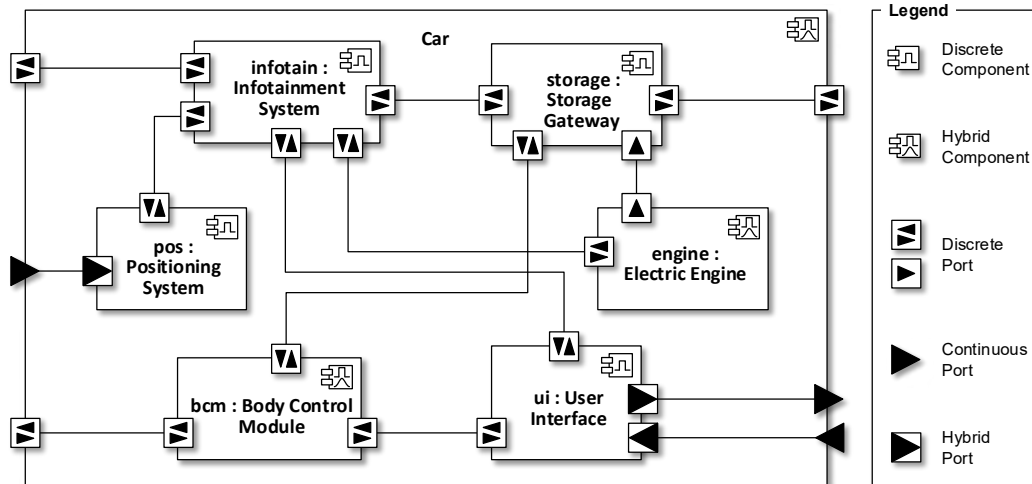 Car
infotain :
Infotainment
System
storage :
Storage
Gateway
pos :
Positioning
System
engine :
Electric Engine
bcm : Body Control
Module
ui : User
Interface
Legend
Discrete
Component
Hybrid
Component
Discrete
Port
Continuous
Port
Hybrid
Port